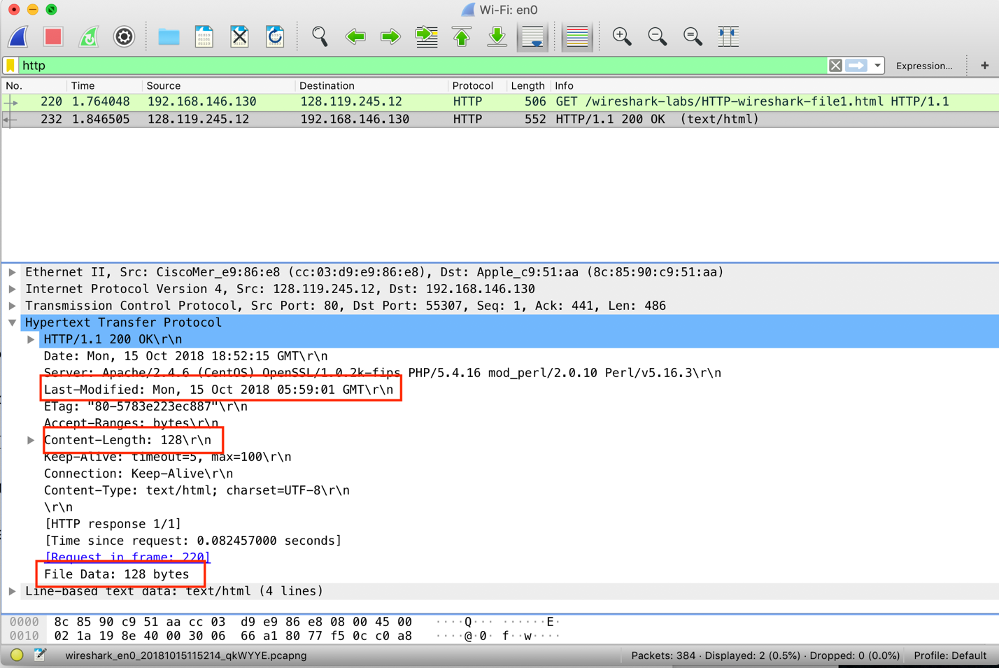 Wi-Fi: en0
http
Expression...
+
No. Time Source Destination Protocol Length Info
220 1.764048 192.168.146.130 128.119.245.12 HTTP 506 GET /wireshark-labs/HTTP-wireshark-file1.html HTTP/1.1
232 1.846505 128.119.245.12 192.168.146.130 HTTP 552 HTTP/1.1 200 OK (text/html)
Ethernet II, Src: CiscoMer_e9:86:e8 (cc:03:d9:e9:86:e8), Dst: Apple_c9:51:aa (8c:85:90:c9:51:aa)
Internet Protocol Version 4, Src: 128.119.245.12, Dst: 192.168.146.130
Transmission Control Protocol, Src Port: 80, Dst Port: 55307, Seq: 1, Ack: 441, Len: 486
Hypertext Transfer Protocol
HTTP/1.1 200 OK\r\n
Date: Mon, 15 Oct 2018 18:52:15 GMT\r\n
Server: Apache/2.4.6 (CentOS) OpenSSL/1.0.2k-fips PHP/5.4.16 mod_perl/2.0.10 Perl/v5.16.3\r\n
Last-Modified: Mon, 15 Oct 2018 05:59:01 GMT\r\n
ETag: "80-5783e223ec887"\r\n
Accept-Ranges: bytes\r\n
Content-Length: 128\r\n
Keep-Alive: timeout=5, max=100\r\n
Connection: Keep-Alive\r\n
Content-Type: text/html; charset=UTF-8\r\n
\r\n
[HTTP response 1/1]
[Time since request: 0.082457000 seconds]
[Request in frame: 220]
File Data: 128 bytes
Line-based text data: text/html (4 lines)
0000 8c 85 90 c9 51 aa cc 03 d9 e9 86 e8 08 00 45 00 ····Q··· ······E·
0010 02 1a 19 8e 40 00 30 06 66 a1 80 77 f5 0c c0 a8 ····@·0· f··w····
wireshark_en0_20181015115214_qkWYYE.pcapng
Packets: 384 · Displayed: 2 (0.5%) · Dropped: 0 (0.0%)
Profile: Default